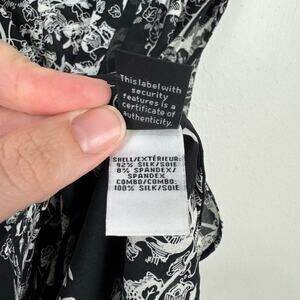 This label with
security
features is a
certificate of
authenticity.
SHELL/EXTÉRIEUR:
92% SILK/SOIE
8% SPANDEX/
SPANDEX
COMBO/COMBO:
100% SILK/SOIE